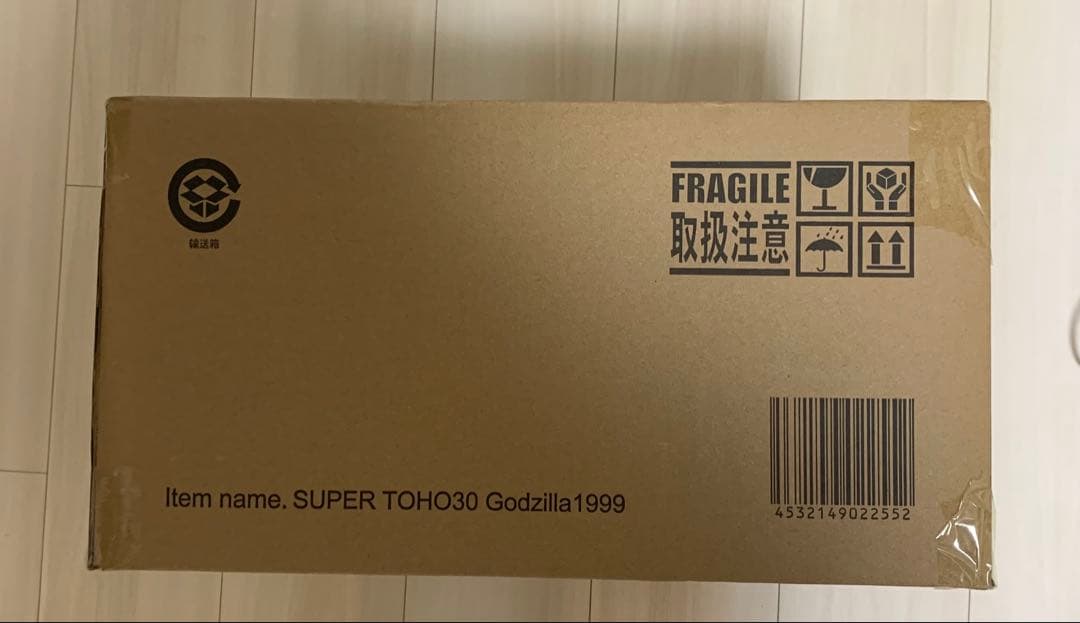 FRAGILE
取扱注意
輸送箱
Item name. SUPER TOHO30 Godzilla1999
4532149022552